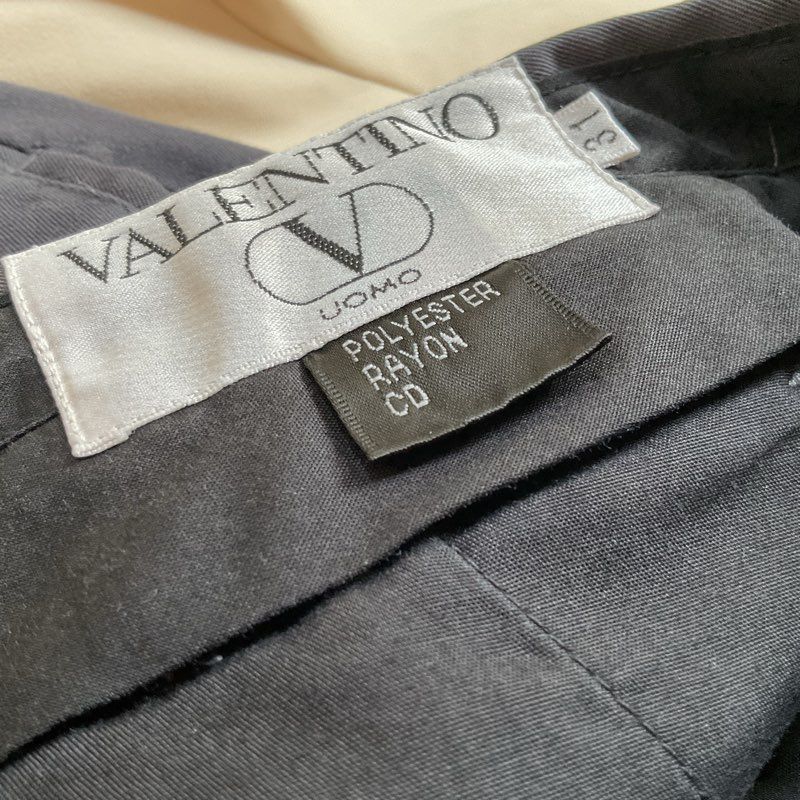 VALENTINO
V
UOMO
31
POLYESTER
RAYON
CD